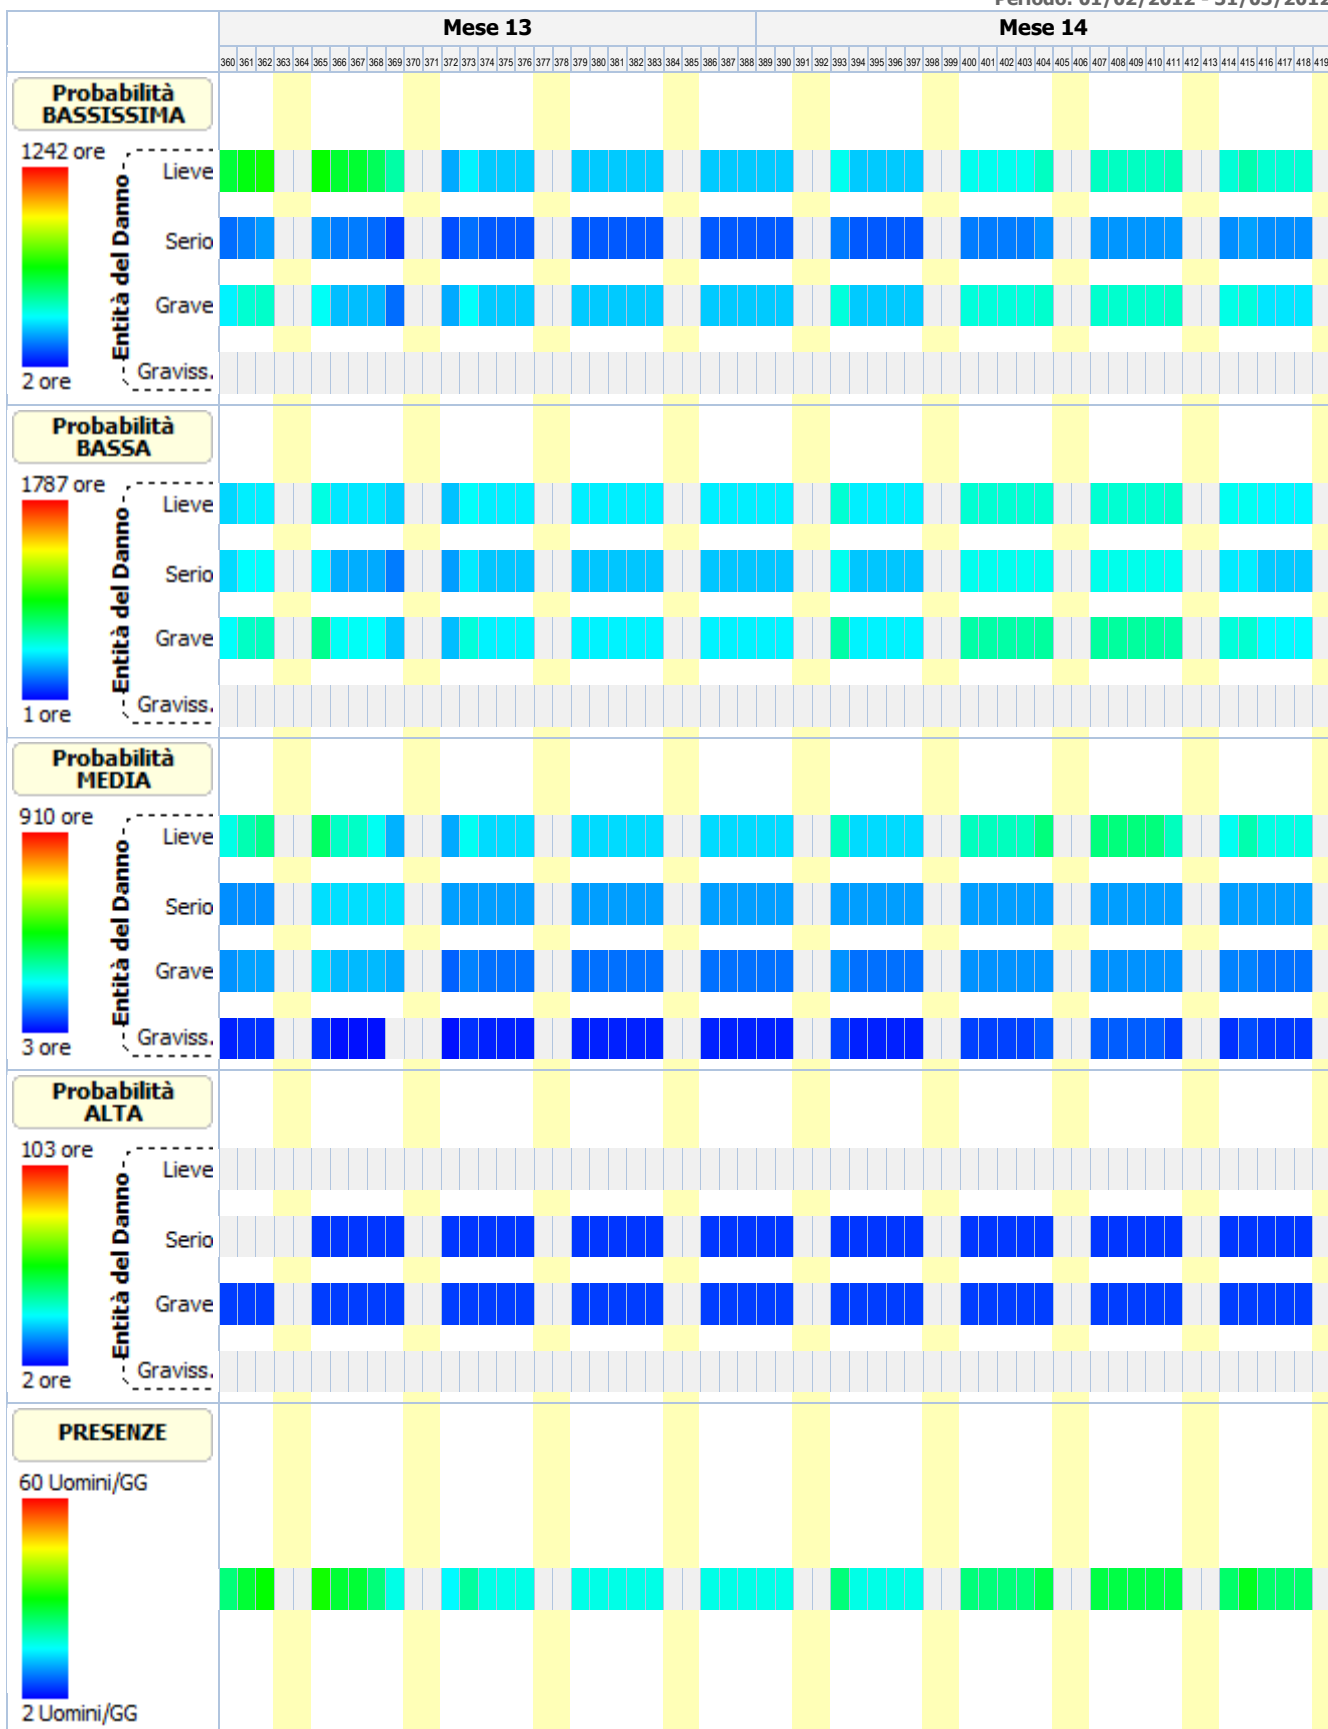 Periodo: 01/02/2012 - 31/03/2012
Mese 13 Mese 14
360 361 362 363 364 365 366 367 368 369 370 371 372 373 374 375 376 377 378 379 380 381 382 383 384 385 386 387 388 389 390 391 392 393 394 395 396 397 398 399 400 401 402 403 404 405 406 407 408 409 410 411 412 413 414 415 416 417 418 419
Probabilità
BASSISSIMA
1242 ore
Entità del Danno
Lieve
Serio
Grave
Graviss.
2 ore
Probabilità
BASSA
1787 ore
Entità del Danno
Lieve
Serio
Grave
Graviss.
1 ore
Probabilità
MEDIA
910 ore
Entità del Danno
Lieve
Serio
Grave
Graviss.
3 ore
Probabilità
ALTA
103 ore
Entità del Danno
Lieve
Serio
Grave
Graviss.
2 ore
PRESENZE
60 Uomini/GG
2 Uomini/GG